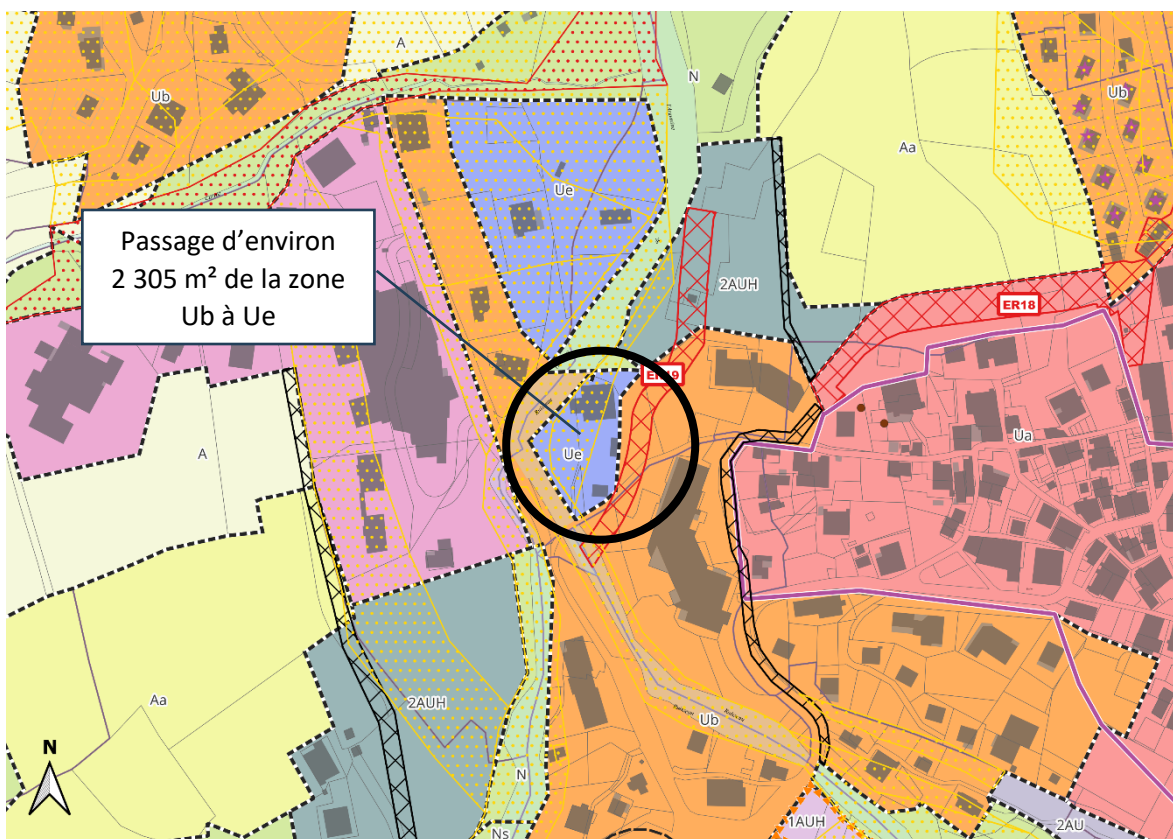 A
N
Ub
Ub
Aa
Ue
Passage d’environ
2 305 m² de la zone
Ub à Ue
2AUH
ER18
ER19
Ua
A
Ue
Aa
2AUH
Ub
N
N
1AUH
2AU
Ns